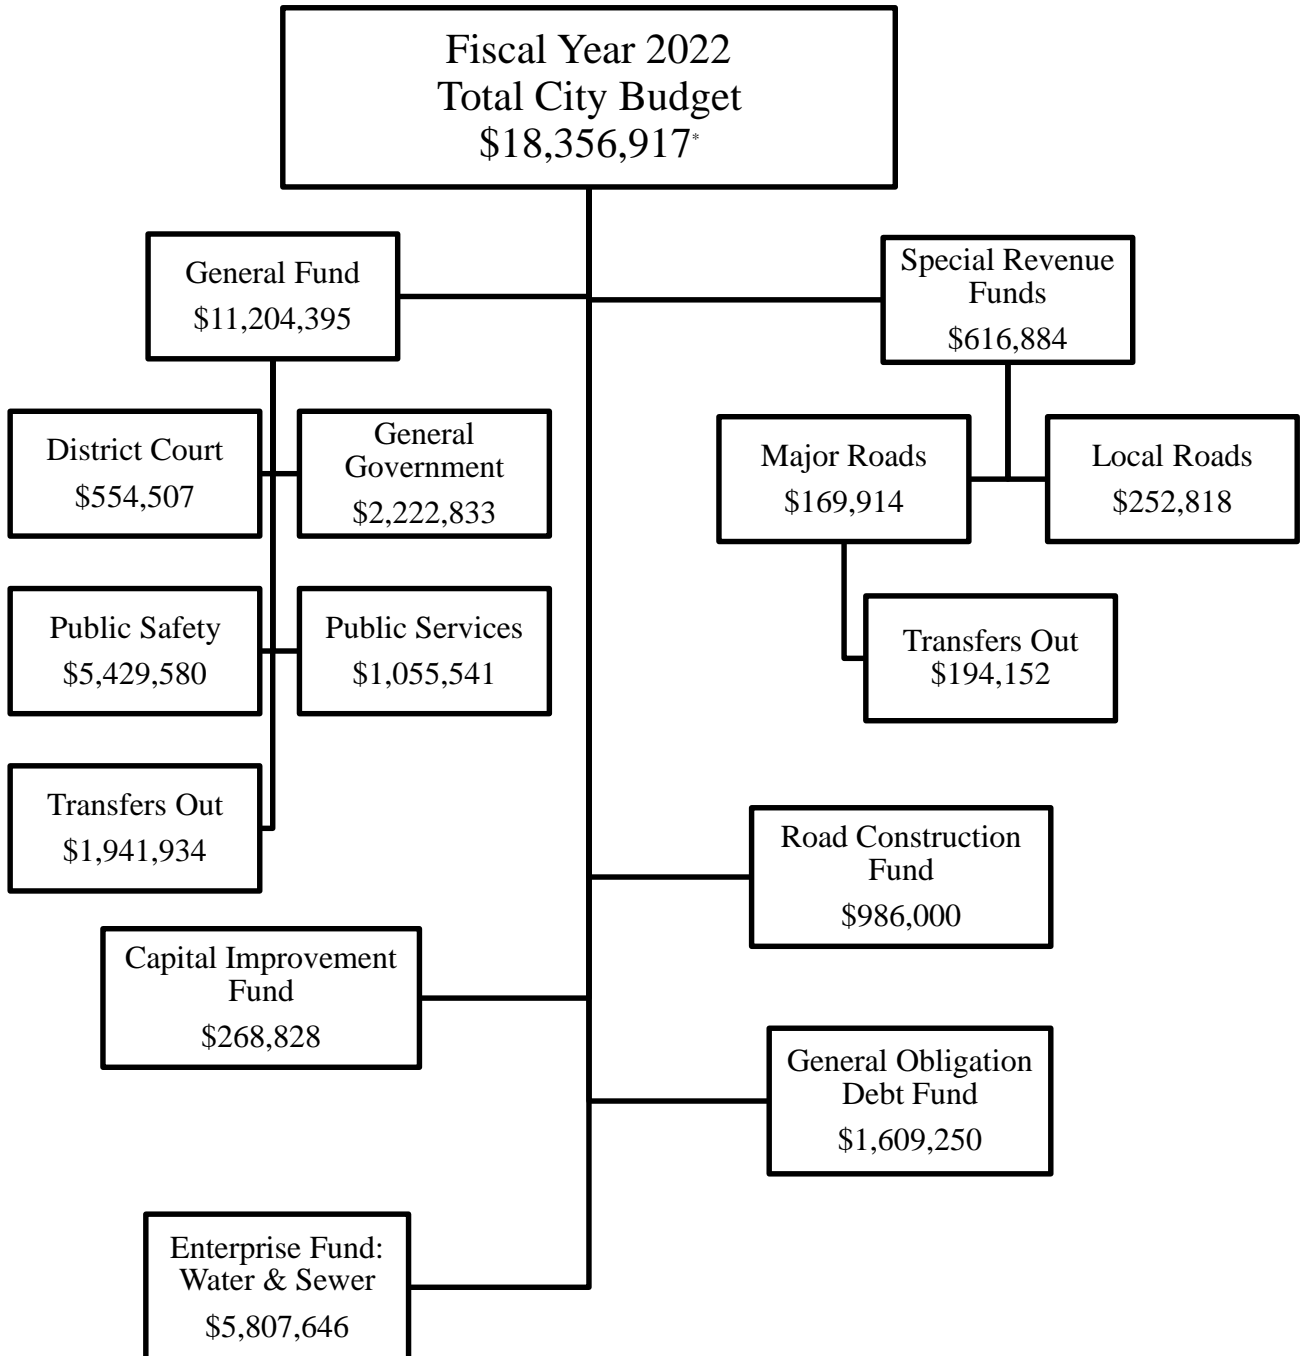 Fiscal Year 2022
Total City Budget
$18,356,917*
General Fund
$11,204,395
Special Revenue
Funds
$616,884
District Court
$554,507
General
Government
$2,222,833
Major Roads
$169,914
Local Roads
$252,818
Public Safety
$5,429,580
Public Services
$1,055,541
Transfers Out
$194,152
Transfers Out
$1,941,934
Road Construction
Fund
$986,000
Capital Improvement
Fund
$268,828
General Obligation
Debt Fund
$1,609,250
Enterprise Fund:
Water & Sewer
$5,807,646